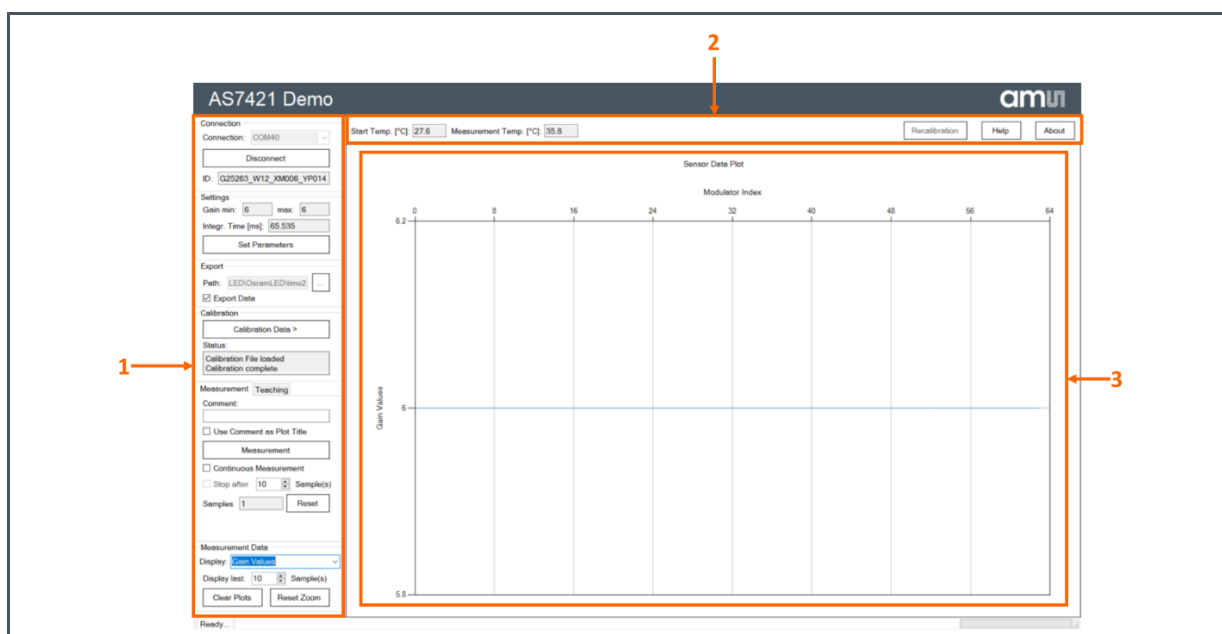 2
AS7421 Demo
amun
Connection
Connection: COM40
Disconnect
ID: G25263_W12_XM006_YP014
Settings
Gain min: 6 max: 6
Integr. Time [ms]: 65.535
Set Parameters
Export
Path: LED\OsramLED\time2 ...
Export Data
Calibration
Calibration Data >
Status:
Calibration File loaded
Calibration complete
Measurement Teaching
Comment:
Use Comment as Plot Title
Measurement
Continuous Measurement
Stop after 10 Sample(s)
Samples 1 Reset
Measurement Data
Display: Gain Values
Display last: 10 Sample(s)
Clear Plots Reset Zoom
Ready...
1
Start Temp. [°C]: 27.6 Measurement Temp. [°C]: 35.8 Recalibration Help About
Sensor Data Plot
Modulator Index
0 8 16 24 32 40 48 56 64
6.2
6
5.8
Gain Values
3